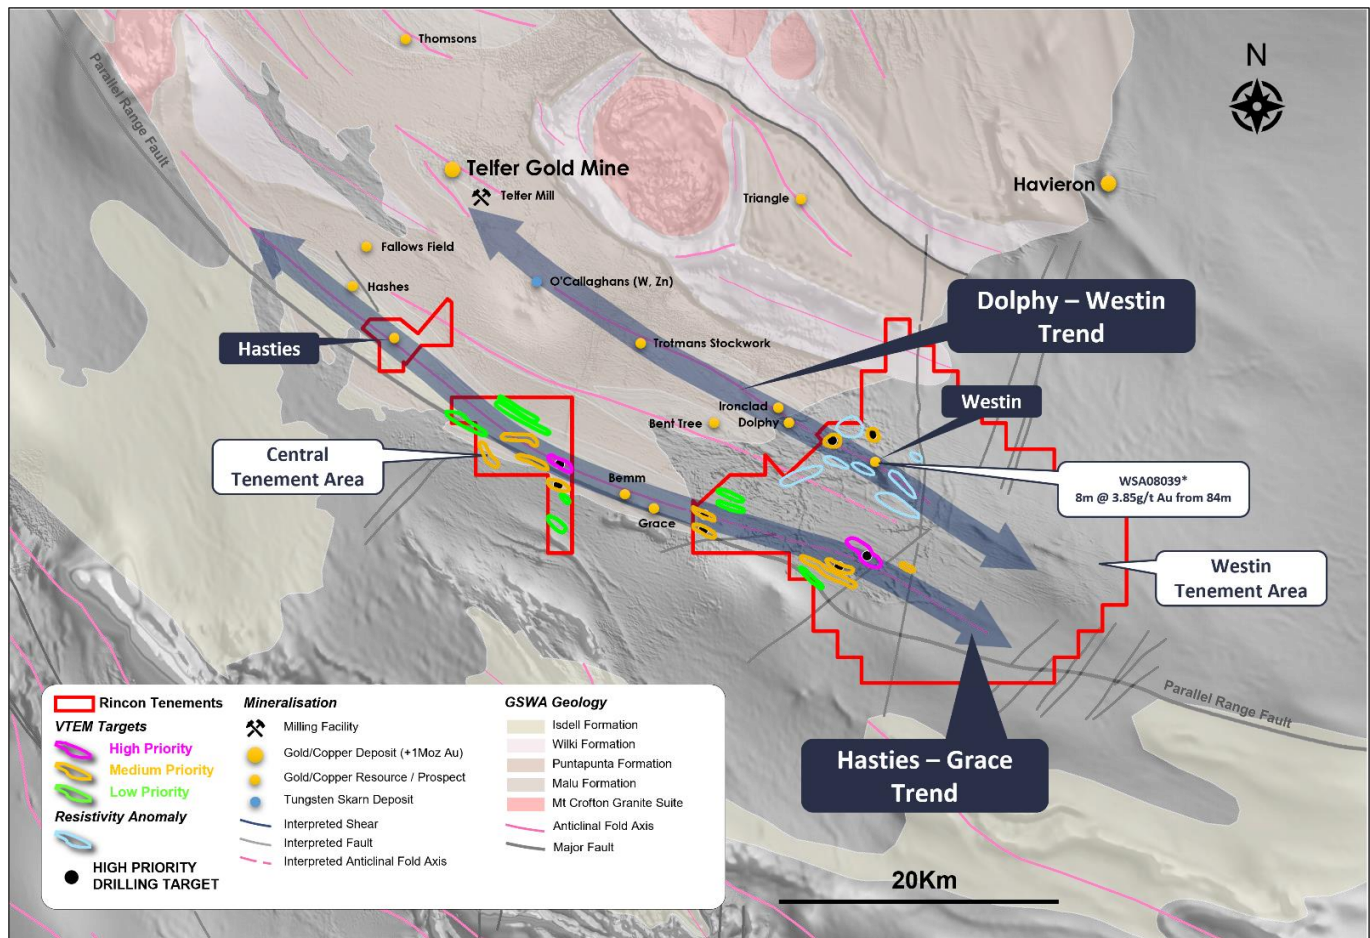 Thomsons
N
Parallel Range Fault
Telfer Gold Mine
Telfer Mill
Triangle
Havieron
Fallows Field
Hashes
O'Callaghans (W, Zn)
Dolphy – Westin
Trend
Hasties
Trotmans Stockwork
Ironclad
Westin
Bent Tree
Dolphy
Central
Tenement Area
WSA08039*
8m @ 3.85g/t Au from 84m
Bemm
Grace
Westin
Tenement Area
Parallel Range Fault
Hasties – Grace
Trend
20Km
Rincon Tenements
VTEM Targets
High Priority
Medium Priority
Low Priority
Resistivity Anomaly
HIGH PRIORITY
DRILLING TARGET
Mineralisation
Milling Facility
Gold/Copper Deposit (+1Moz Au)
Gold/Copper Resource / Prospect
Tungsten Skarn Deposit
Interpreted Shear
Interpreted Fault
Interpreted Anticlinal Fold Axis
GSWA Geology
Isdell Formation
Wilki Formation
Puntapunta Formation
Malu Formation
Mt Crofton Granite Suite
Anticlinal Fold Axis
Major Fault